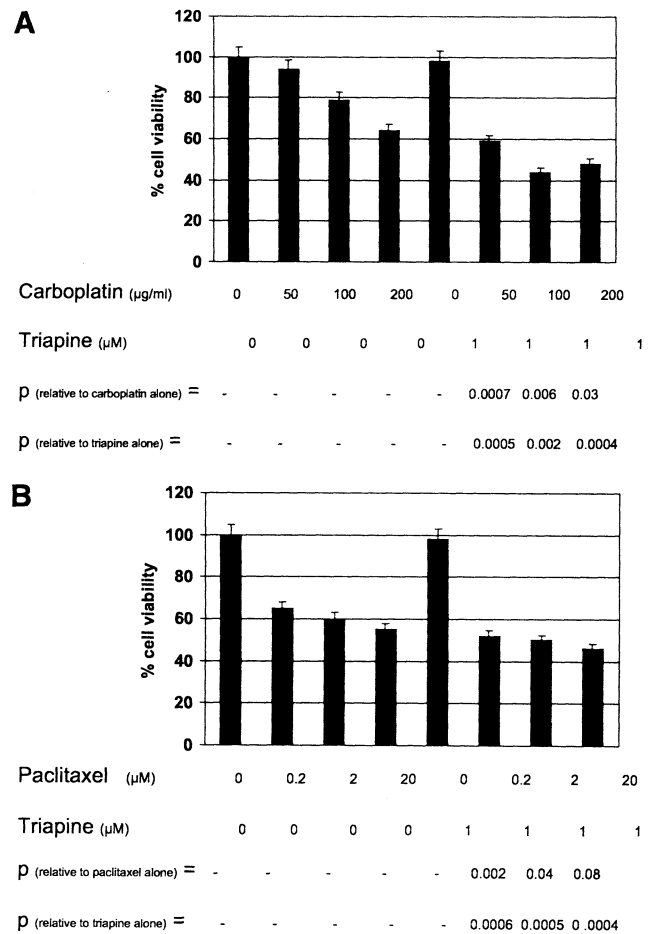 A
120
100
80
60
40
20
0
% cell viability
Carboplatin (µg/ml) 0 50 100 200 0 50 100 200
Triapine (µM) 0 0 0 0 1 1 1 1
p (relative to carboplatin alone) = - - - - - 0.0007 0.006 0.03
p (relative to triapine alone) = - - - - - 0.0005 0.002 0.0004
B
120
100
80
60
40
20
0
% cell viability
Paclitaxel (µM) 0 0.2 2 20 0 0.2 2 20
Triapine (µM) 0 0 0 0 1 1 1 1
p (relative to paclitaxel alone) = - - - - - 0.002 0.04 0.08
p (relative to triapine alone) = - - - - - 0.0006 0.0005 0 .0004